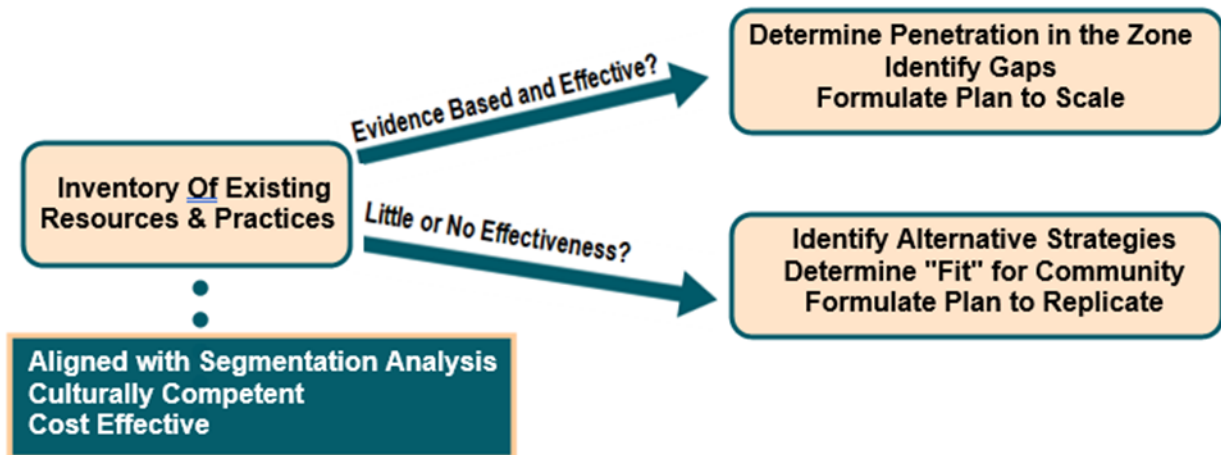 Determine Penetration in the Zone
Identify Gaps
Formulate Plan to Scale
Evidence Based and Effective?
Inventory Of Existing
Resources & Practices
Little or No Effectiveness?
Identify Alternative Strategies
Determine "Fit" for Community
Formulate Plan to Replicate
Aligned with Segmentation Analysis
Culturally Competent
Cost Effective